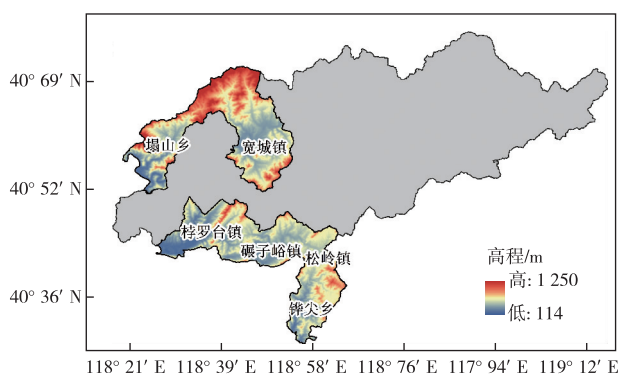 40° 69′ N
40° 52′ N
40° 36′ N
塌山乡
宽城镇
桲罗台镇
碾子峪镇
松岭镇
铧尖乡
高程/m
高: 1 250
低: 114
118° 21′ E 118° 39′ E 118° 58′ E 118° 76′ E 117° 94′ E 119° 12′ E